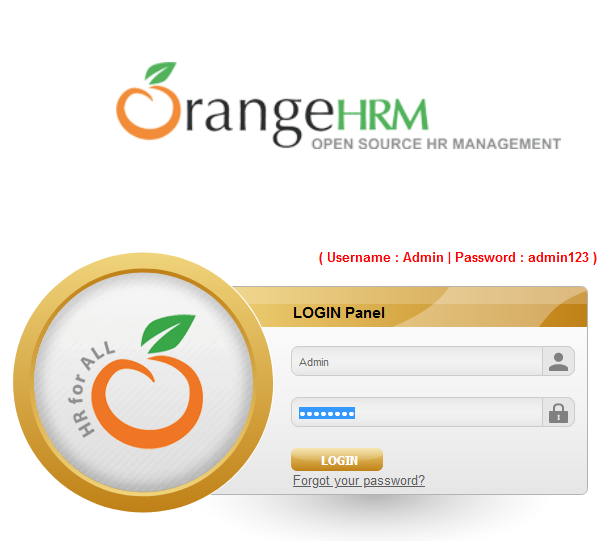 OrangeHRM
OPEN SOURCE HR MANAGEMENT
( Username : Admin | Password : admin123 )
LOGIN Panel
HR for ALL
Admin
••••••••
LOGIN
Forgot your password?